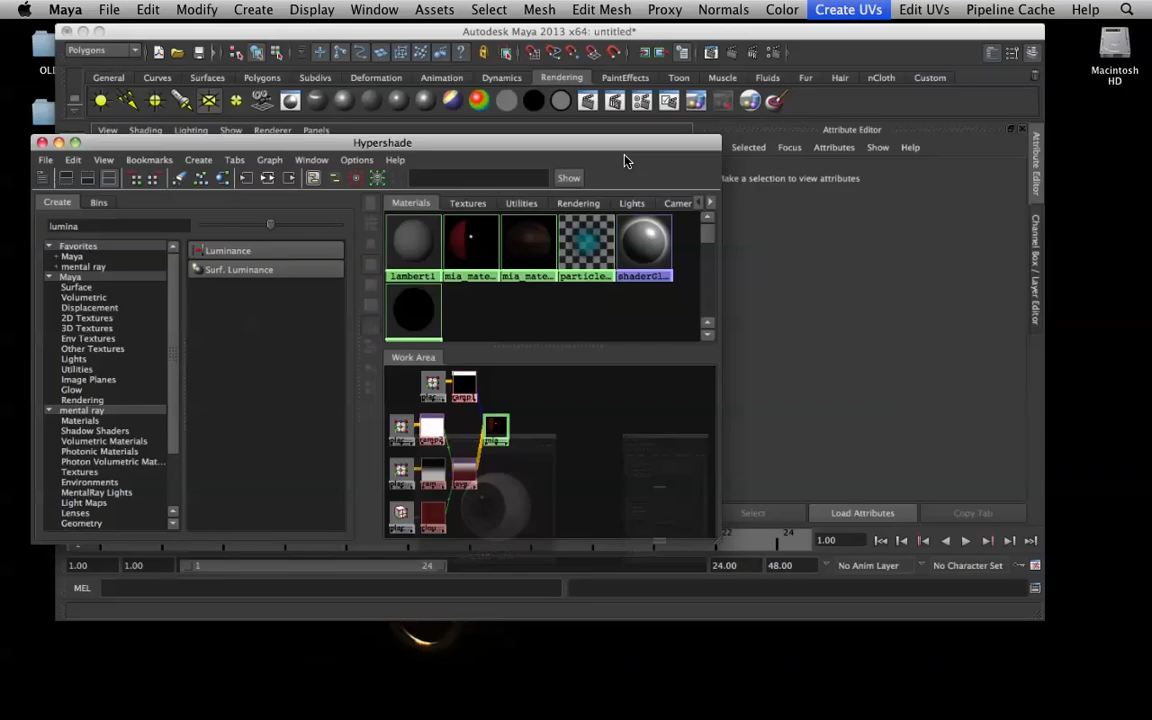 Maya File Edit Modify Create Display Window Assets Select Mesh Edit Mesh Proxy Normals Color Create UVs Edit UVs Pipeline Cache Help
Autodesk Maya 2013 x64: untitled*
Polygons
General Curves Surfaces Polygons Subdivs Deformation Animation Dynamics Rendering PaintEffects Toon Muscle Fluids Fur Hair nCloth Custom
View Shading Lighting Show Renderer Panels
Attribute Editor
Selected Focus Attributes Show Help
Make a selection to view attributes
Hypershade
File Edit View Bookmarks Create Tabs Graph Window Options Help
Show
Create Bins
lumina
Favorites
+ Maya
+ mental ray
Maya
Surface
Volumetric
Displacement
2D Textures
3D Textures
Env Textures
Other Textures
Lights
Utilities
Image Planes
Glow
Rendering
mental ray
Materials
Shadow Shaders
Volumetric Materials
Photonic Materials
Photon Volumetric Mat...
Textures
Environments
MentalRay Lights
Light Maps
Lenses
Geometry
Luminance
Surf. Luminance
Materials Textures Utilities Rendering Lights Camer
lambert1 mia_mate... mia_mate... particle... shaderGl...
Work Area
Select Load Attributes Copy Tab
24 1.00
1.00 1.00 1 24 24.00 48.00 No Anim Layer No Character Set
MEL
Attribute Editor
Channel Box / Layer Editor
OL
Macintosh HD